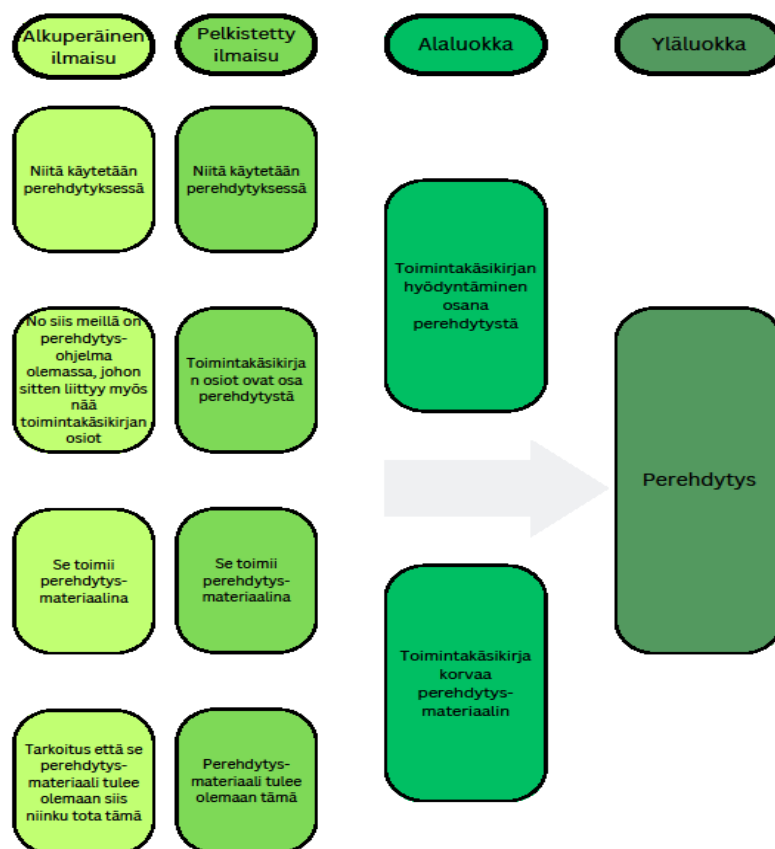 Alkuperäinen
ilmaisu
Pelkistetty
ilmaisu
Alaluokka
Yläluokka
Niitä käytetään
perehdytyksessä
Niitä käytetään
perehdytyksessä
Toimintakäsikirjan
hyödyntäminen
osana
perehdytystä
No siis meillä on
perehdytys-
ohjelma
olemassa, johon
sitten liittyy myös
nää
toimintakäsikirjan
osiot
Toimintakäsikirja
n osiot ovat osa
perehdytystä
Perehdytys
Se toimii
perehdytys-
materiaalina
Se toimii
perehdytys-
materiaalina
Toimintakäsikirja
korvaa
perehdytys-
materiaalin
Tarkoitus että se
perehdytys-
materiaali tulee
olemaan siis
niinku tota tämä
Perehdytys-
materiaali tulee
olemaan tämä